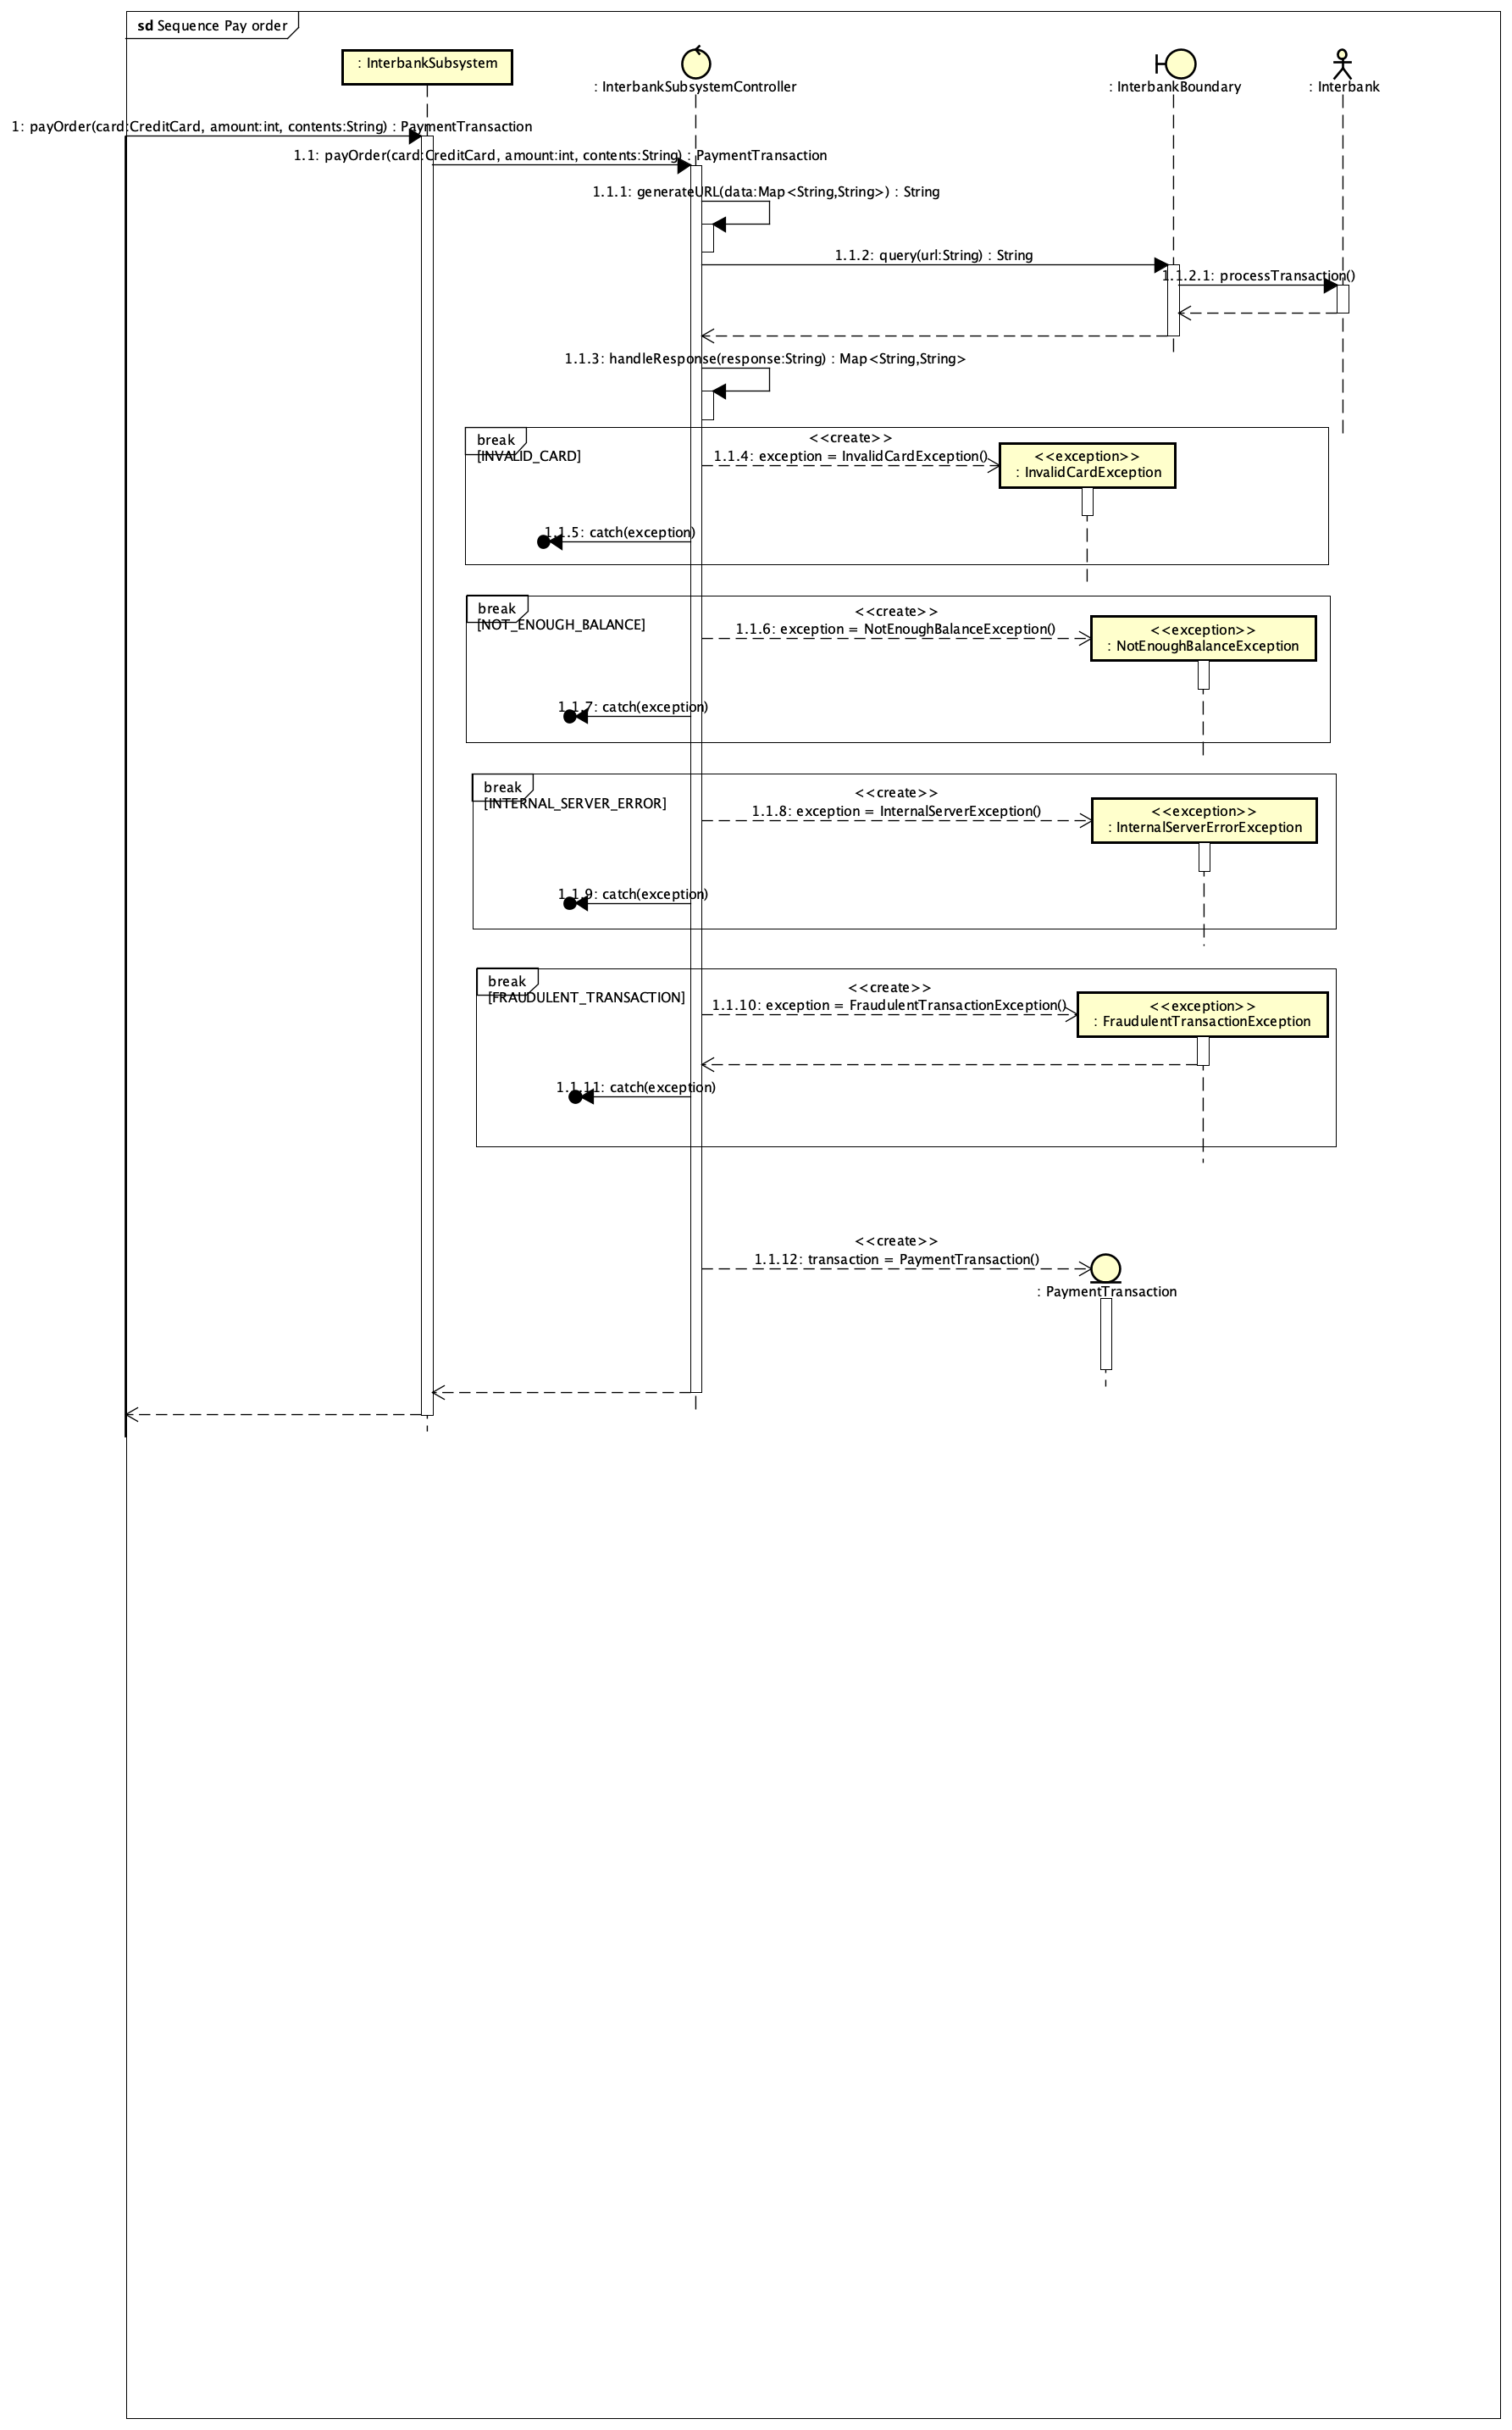 sd Sequence Pay order
: InterbankSubsystem
: InterbankSubsystemController
: InterbankBoundary
: Interbank
1: payOrder(card:CreditCard, amount:int, contents:String) : PaymentTransaction
1.1: payOrder(card:CreditCard, amount:int, contents:String) : PaymentTransaction
1.1.1: generateURL(data:Map<String,String>) : String
1.1.2: query(url:String) : String
1.1.2.1: processTransaction()
1.1.3: handleResponse(response:String) : Map<String,String>
break
[INVALID_CARD]
<<create>>
1.1.4: exception = InvalidCardException()
<<exception>>
: InvalidCardException
1.1.5: catch(exception)
break
[NOT_ENOUGH_BALANCE]
<<create>>
1.1.6: exception = NotEnoughBalanceException()
<<exception>>
: NotEnoughBalanceException
1.1.7: catch(exception)
break
[INTERNAL_SERVER_ERROR]
<<create>>
1.1.8: exception = InternalServerException()
<<exception>>
: InternalServerErrorException
1.1.9: catch(exception)
break
[FRAUDULENT_TRANSACTION]
<<create>>
1.1.10: exception = FraudulentTransactionException()
<<exception>>
: FraudulentTransactionException
1.1.11: catch(exception)
<<create>>
1.1.12: transaction = PaymentTransaction()
: PaymentTransaction